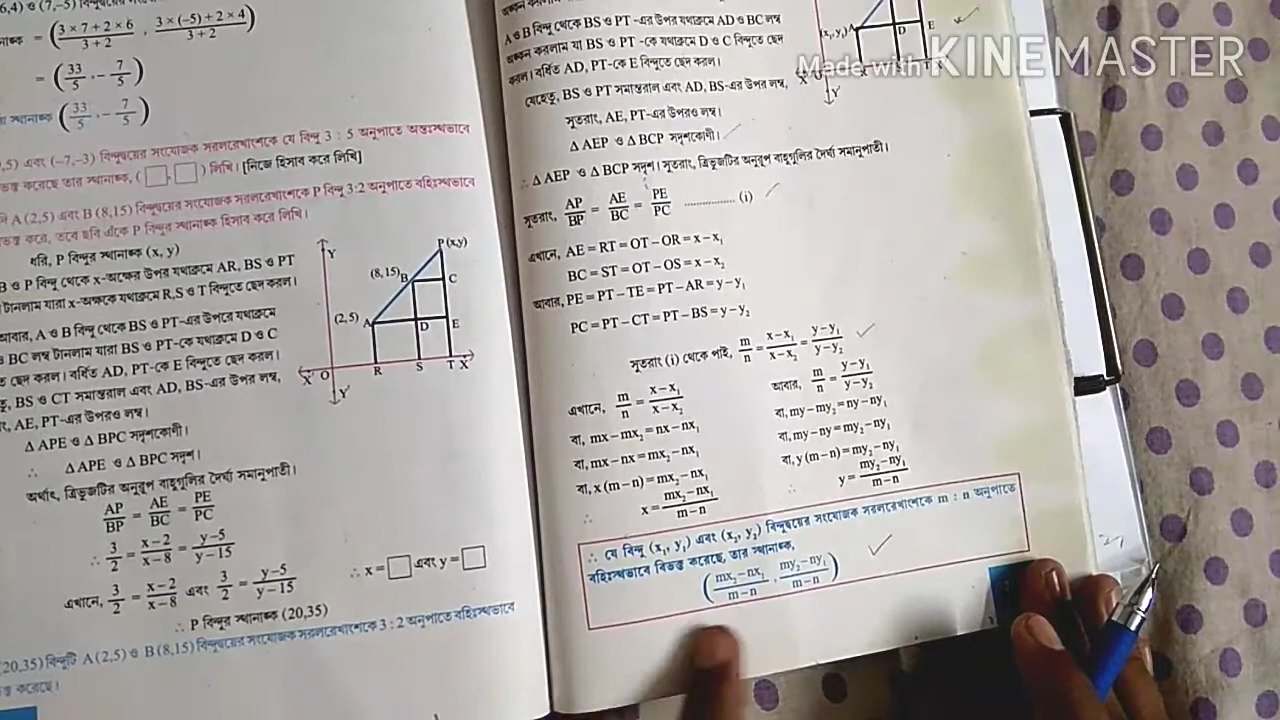 6,4) ও (7,-5)
নাঙ্ক = (3 × 7 + 2 × 6 / 3 + 2 , 3 × (-5) + 2 × 4 / 3 + 2)
= (33/5 , - 7/5)
স্থানাঙ্ক (33/5 , - 7/5)
,5) এবং (-7,-3) বিন্দুদ্বয়ের সংযোজক সরলরেখাংশকে যে বিন্দু 3 : 5 অনুপাতে অন্তঃস্থভাবে
ভক্ত করেছে তার স্থানাঙ্ক, (□,□) লিখি। [নিজে হিসাব করে লিখি]
A (2,5) এবং B (8,15) বিন্দুদ্বয়ের সংযোজক সরলরেখাংশকে P বিন্দু 3:2 অনুপাতে বহিঃস্থভাবে
ভক্ত করে, তবে ছবি এঁকে P বিন্দুর স্থানাঙ্ক হিসাব করে লিখি।
ধরি, P বিন্দুর স্থানাঙ্ক (x, y)
B ও P বিন্দু থেকে x-অক্ষের উপর যথাক্রমে AR, BS ও PT
টানলাম যারা x-অক্ষকে যথাক্রমে R,S ও T বিন্দুতে ছেদ করল।
আবার, A ও B বিন্দু থেকে BS ও PT-এর উপরে যথাক্রমে
BC লম্ব টানলাম যারা BS ও PT-কে যথাক্রমে D ও C
ছেদ করল। বর্ধিত AD, PT-কে E বিন্দুতে ছেদ করল।
BS ও CT সমান্তরাল এবং AD, BS-এর উপর লম্ব,
AE, PT-এর উপরও লম্ব।
Δ APE ও Δ BPC সদৃশকোণী।
∴ Δ APE ও Δ BPC সদৃশ।
অর্থাৎ, ত্রিভুজটির অনুরূপ বাহুগুলির দৈর্ঘ্য সমানুপাতী।
AP/BP = AE/BC = PE/PC
∴ 3/2 = x-2/x-8 = y-5/y-15
এখানে, 3/2 = x-2/x-8 এবং 3/2 = y-5/y-15 ∴ x = □ এবং y = □
∴ P বিন্দুর স্থানাঙ্ক (20,35)
(20,35) বিন্দুটি A (2,5) ও B (8,15) বিন্দুদ্বয়ের সংযোজক সরলরেখাংশকে 3 : 2 অনুপাতে বহিঃস্থভাবে
ভক্ত করেছে।
Y
P(x,y)
(8,15) B C
(2,5) A D E
X' O R S T X
Y'
A ও B বিন্দু থেকে BS ও PT -এর উপর যথাক্রমে AD ও BC লম্ব
অঙ্কন করলাম যা BS ও PT -কে যথাক্রমে D ও C বিন্দুতে ছেদ
করল। বর্ধিত AD, PT-কে E বিন্দুতে ছেদ করল।
যেহেতু, BS ও PT সমান্তরাল এবং AD, BS-এর উপর লম্ব,
সুতরাং, AE, PT-এর উপরও লম্ব।
Δ AEP ও Δ BCP সদৃশকোণী।
∴ Δ AEP ও Δ BCP সদৃশ। সুতরাং, ত্রিভুজটির অনুরূপ বাহুগুলির দৈর্ঘ্য সমানুপাতী।
সুতরাং, AP/BP = AE/BC = PE/PC .................. (i)
এখানে, AE = RT = OT – OR = x – x₁
BC = ST = OT – OS = x – x₂
আবার, PE = PT – TE = PT – AR = y – y₁
PC = PT – CT = PT – BS = y – y₂
সুতরাং (i) থেকে পাই, m/n = x–x₁/x–x₂ = y–y₁/y–y₂
এখানে, m/n = x–x₁/x–x₂
বা, mx – mx₂ = nx – nx₁
বা, mx – nx = mx₂ – nx₁
বা, x (m – n) = mx₂ – nx₁
∴ x = mx₂ – nx₁/m – n
আবার, m/n = y–y₁/y–y₂
বা, my – my₂ = ny – ny₁
বা, my – ny = my₂ – ny₁
বা, y (m – n) = my₂ – ny₁
∴ y = my₂ – ny₁/m – n
∴ যে বিন্দু (x₁, y₁) এবং (x₂, y₂) বিন্দুদ্বয়ের সংযোজক সরলরেখাংশকে m : n অনুপাতে
বহিঃস্থভাবে বিভক্ত করেছে, তার স্থানাঙ্ক,
(mx₂ – nx₁/m – n , my₂ – ny₁/m – n)
(x₁, y₁) A D E
Y'
Made with KINEMASTER